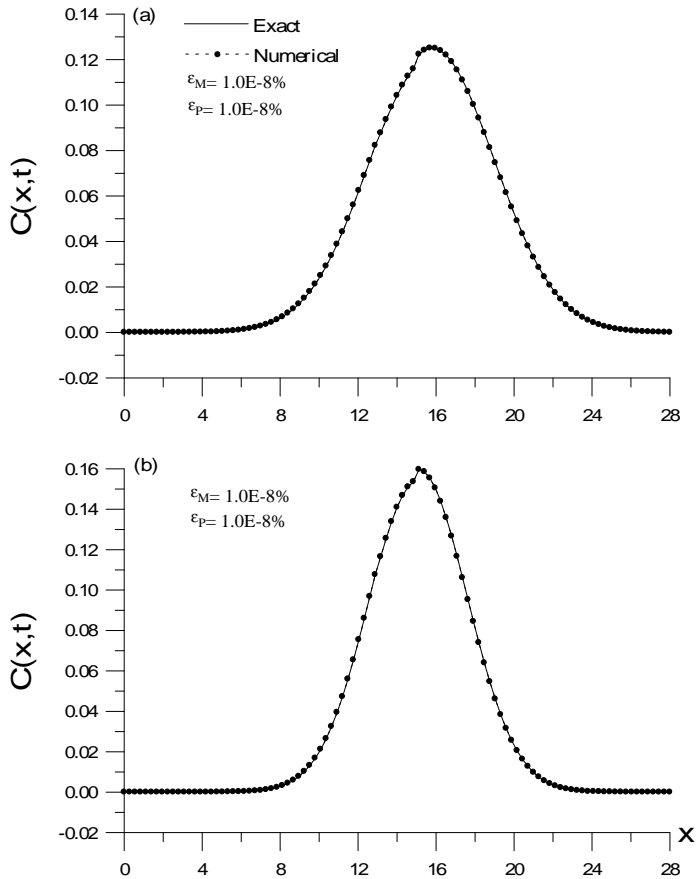 (a)
Exact
Numerical
εM= 1.0E-8%
εP= 1.0E-8%
C(x,t)
0.14
0.12
0.10
0.08
0.06
0.04
0.02
0.00
-0.02
0 4 8 12 16 20 24 28
(b)
εM= 1.0E-8%
εP= 1.0E-8%
C(x,t)
0.16
0.14
0.12
0.10
0.08
0.06
0.04
0.02
0.00
-0.02
x
0 4 8 12 16 20 24 28